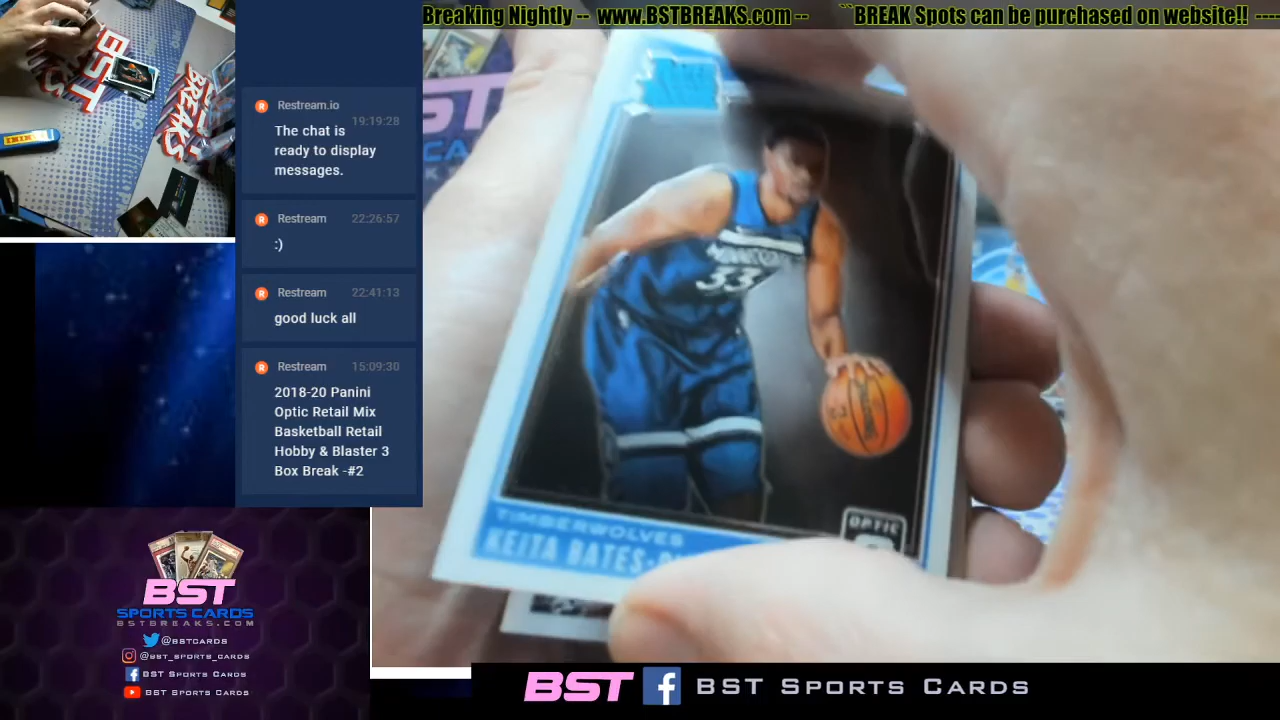 Breaking Nightly -- www.BSTBREAKS.com -- ``BREAK Spots can be purchased on website!! ----
BST
BREAKS
Restream.io
19:19:28
The chat is
ready to display
messages.
Restream 22:26:57
:)
Restream 22:41:13
good luck all
Restream 15:09:30
2018-20 Panini
Optic Retail Mix
Basketball Retail
Hobby & Blaster 3
Box Break -#2
BST
33
OPTIC
TIMBERWOLVES
KEITA BATES-
BST
SPORTS CARDS
BSTBREAKS.COM
@BSTCARDS
@BST_SPORTS_CARDS
BST Sports Cards
BST Sports Cards
BST f BST Sports Cards